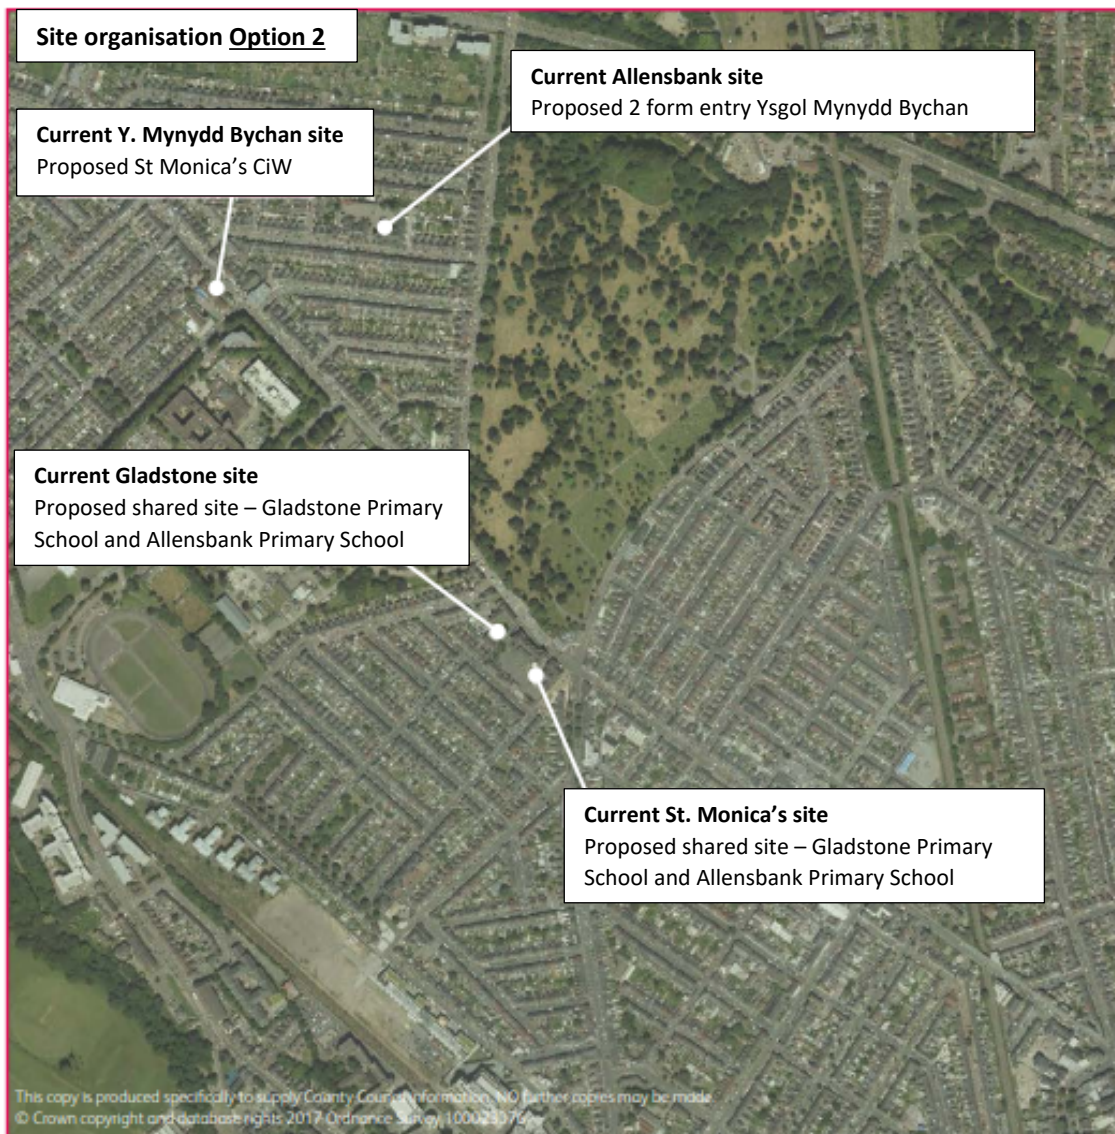 Site organisation Option 2
Current Allensbank site
Proposed 2 form entry Ysgol Mynydd Bychan
Current Y. Mynydd Bychan site
Proposed St Monica's CiW
Current Gladstone site
Proposed shared site – Gladstone Primary
School and Allensbank Primary School
Current St. Monica's site
Proposed shared site – Gladstone Primary
School and Allensbank Primary School
This copy is produced specifically to supply County Council information. NO further copies may be made.
© Crown copyright and database rights 2017 Ordnance Survey